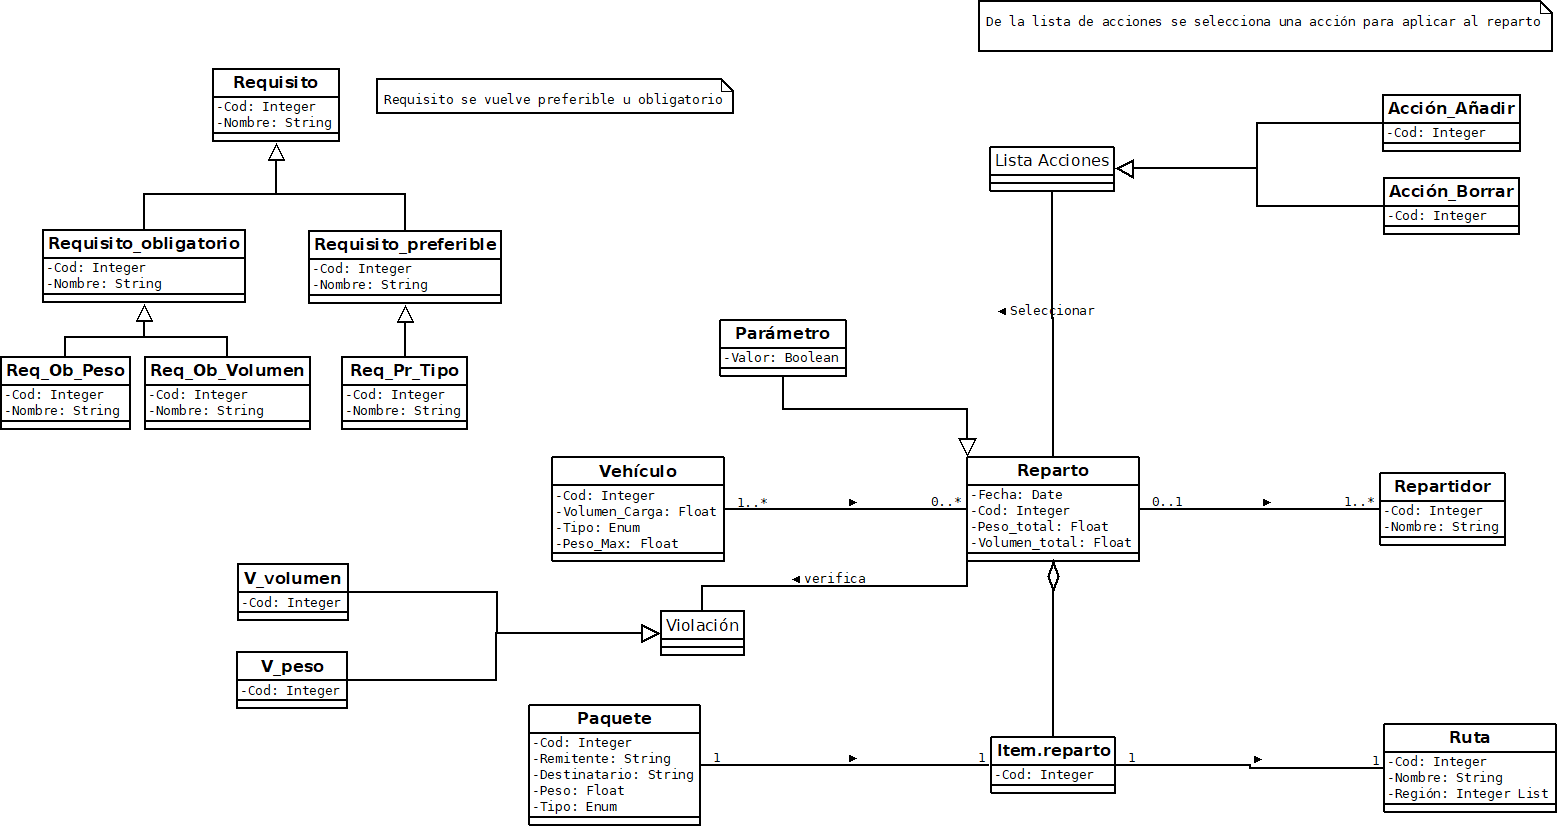 De la lista de acciones se selecciona una acción para aplicar al reparto
Requisito
-Cod: Integer
-Nombre: String
Requisito se vuelve preferible u obligatorio
Acción_Añadir
-Cod: Integer
Lista Acciones
Acción_Borrar
-Cod: Integer
Requisito_obligatorio
-Cod: Integer
-Nombre: String
Requisito_preferible
-Cod: Integer
-Nombre: String
Seleccionar
Parámetro
-Valor: Boolean
Req_Ob_Peso
-Cod: Integer
-Nombre: String
Req_Ob_Volumen
-Cod: Integer
-Nombre: String
Req_Pr_Tipo
-Cod: Integer
-Nombre: String
Vehículo
-Cod: Integer
-Volumen_Carga: Float
-Tipo: Enum
-Peso_Max: Float
1..*
0..*
Reparto
-Fecha: Date
-Cod: Integer
-Peso_total: Float
-Volumen_total: Float
0..1
1..*
Repartidor
-Cod: Integer
-Nombre: String
verifica
V_volumen
-Cod: Integer
Violación
V_peso
-Cod: Integer
Paquete
-Cod: Integer
-Remitente: String
-Destinatario: String
-Peso: Float
-Tipo: Enum
1
1
Item.reparto
-Cod: Integer
1
1
Ruta
-Cod: Integer
-Nombre: String
-Región: Integer List